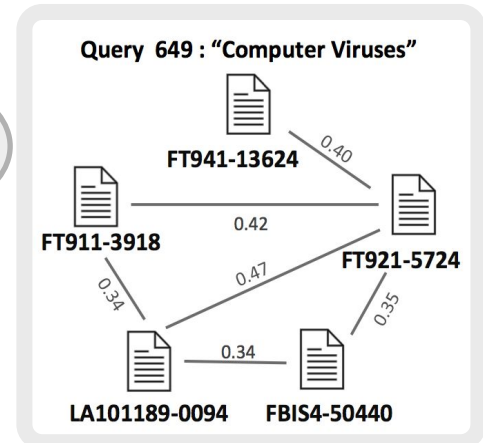 Query 649 : “Computer Viruses”
0.40
FT941-13624
0.42
FT911-3918
FT921-5724
0.47
0.34
0.35
0.34
LA101189-0094
FBIS4-50440